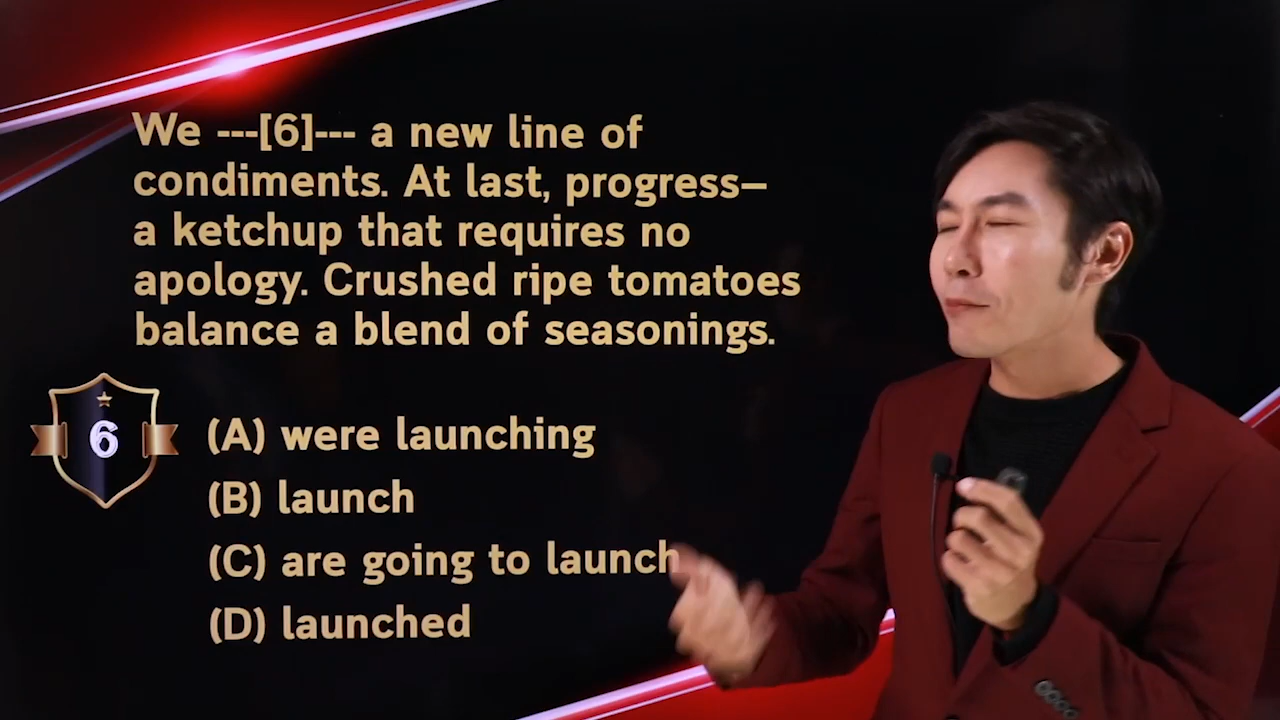 We ---[6]--- a new line of
condiments. At last, progress—
a ketchup that requires no
apology. Crushed ripe tomatoes
balance a blend of seasonings.
6
(A) were launching
(B) launch
(C) are going to launch
(D) launched